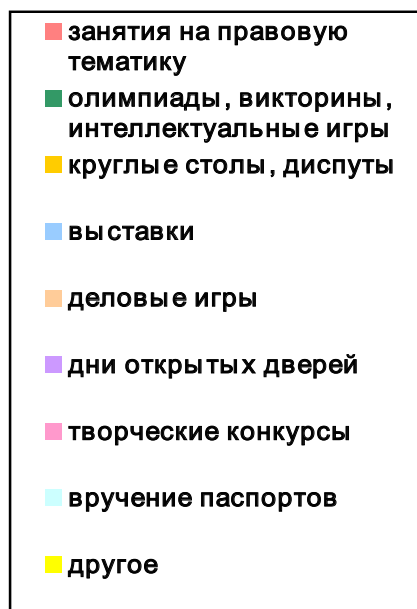 занятия на правовую
тематику
олимпиады, викторины,
интеллектуальные игры
круглые столы, диспуты
выставки
деловые игры
дни открытых дверей
творческие конкурсы
вручение паспортов
другое